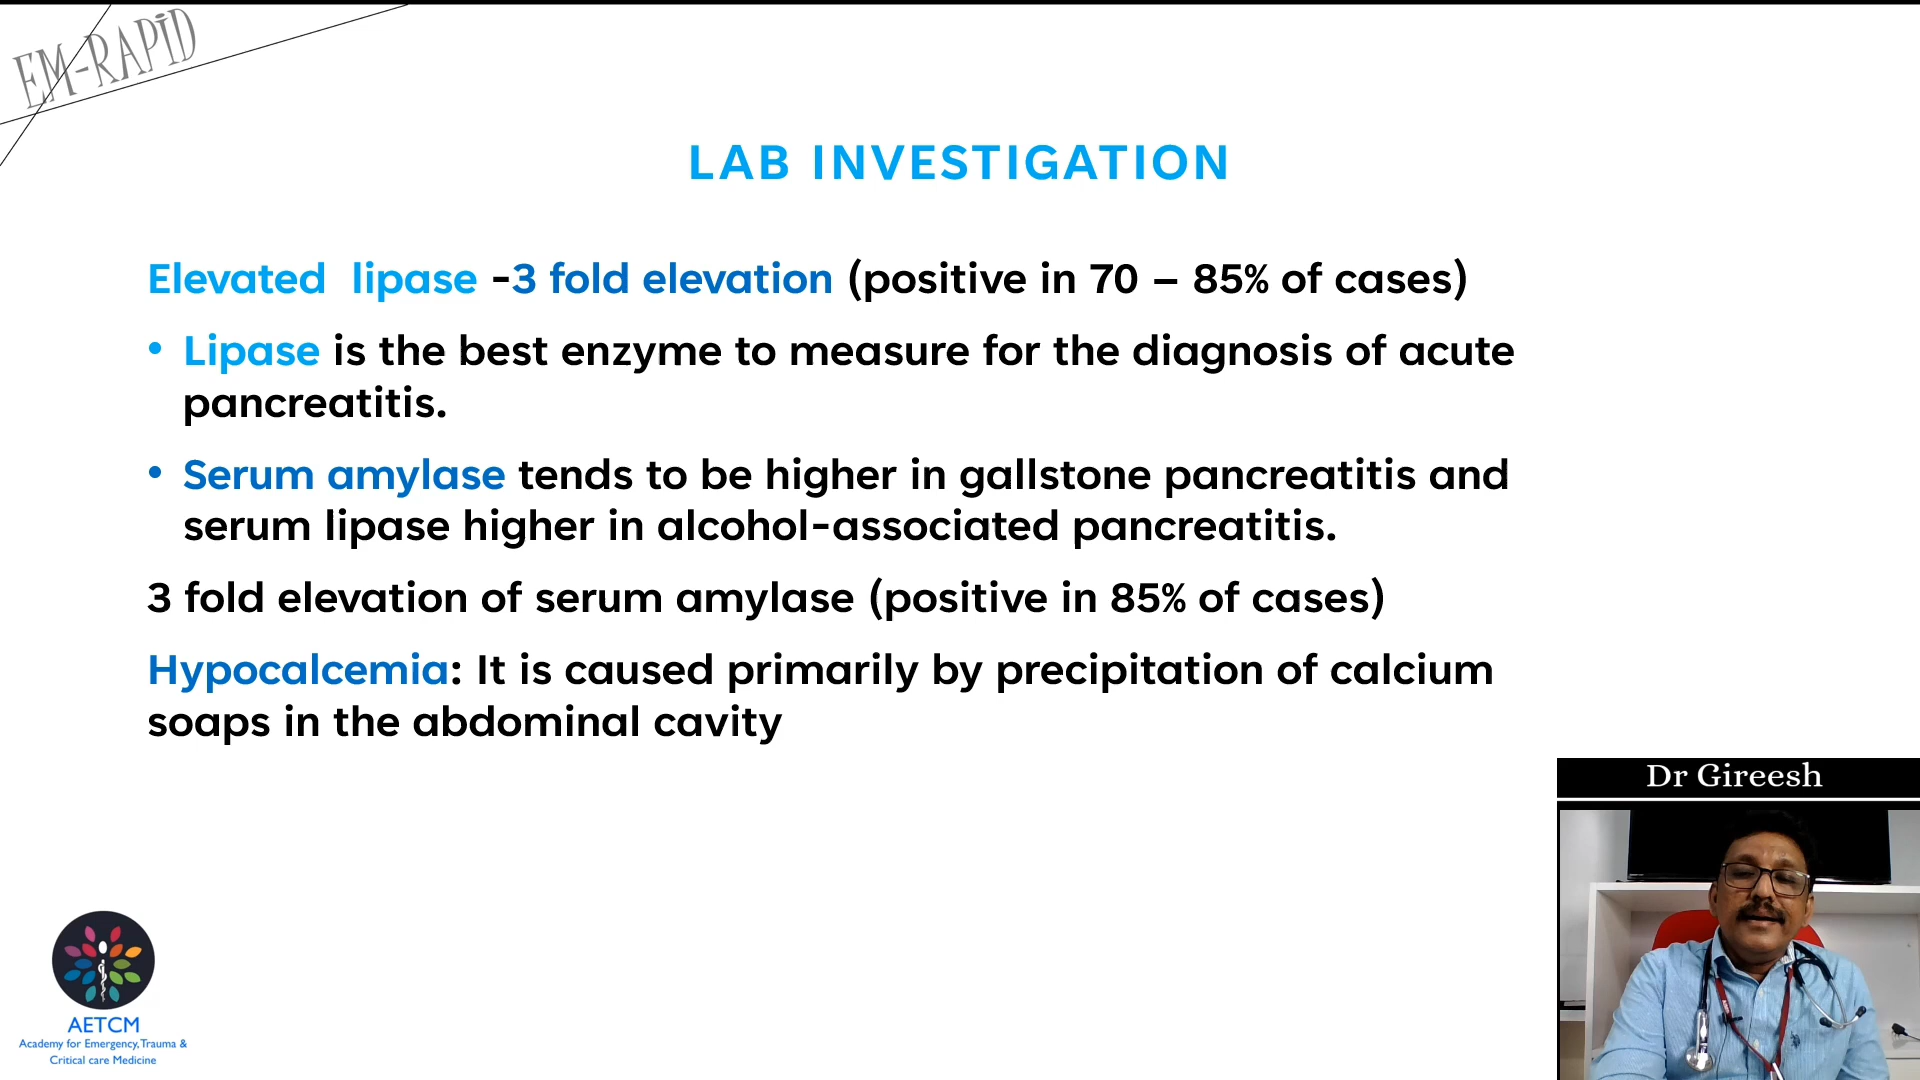 EM-RAPiD
LAB INVESTIGATION
Elevated lipase -3 fold elevation (positive in 70 – 85% of cases)
• Lipase is the best enzyme to measure for the diagnosis of acute
pancreatitis.
• Serum amylase tends to be higher in gallstone pancreatitis and
serum lipase higher in alcohol-associated pancreatitis.
3 fold elevation of serum amylase (positive in 85% of cases)
Hypocalcemia: It is caused primarily by precipitation of calcium
soaps in the abdominal cavity
Dr Gireesh
AETCM
Academy for Emergency, Trauma &
Critical care Medicine